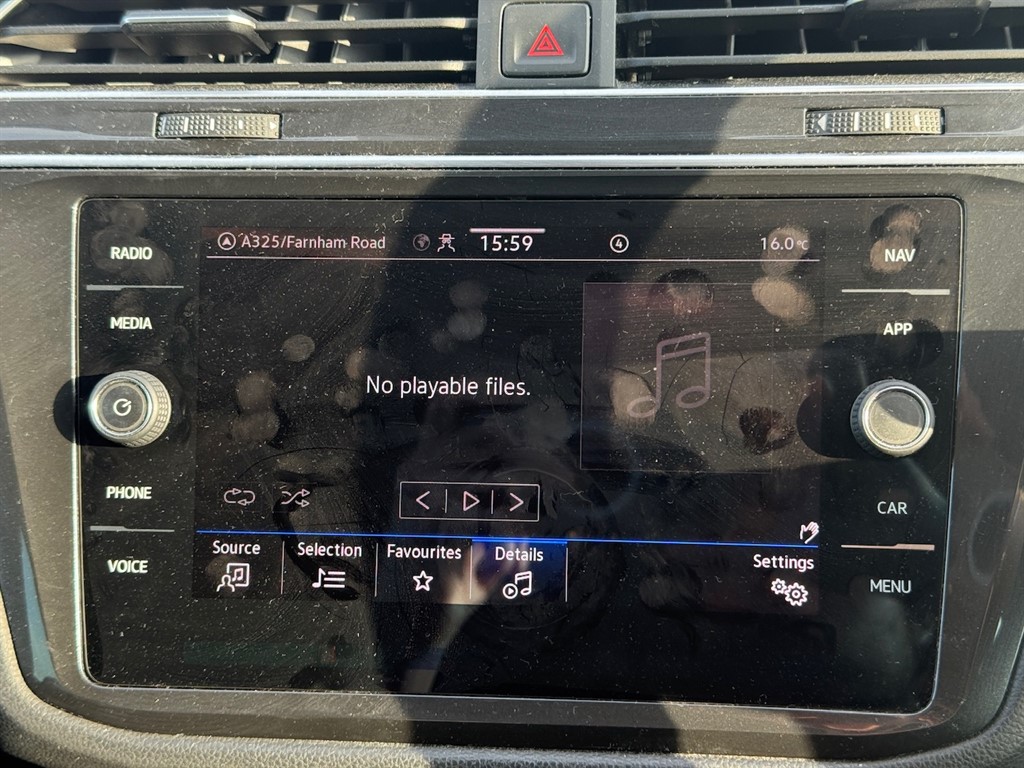 RADIO
A325/Farnham Road
15:59
4
16.0°C
NAV
MEDIA
APP
No playable files.
PHONE
CAR
VOICE
Source
Selection
Favourites
Details
Settings
MENU